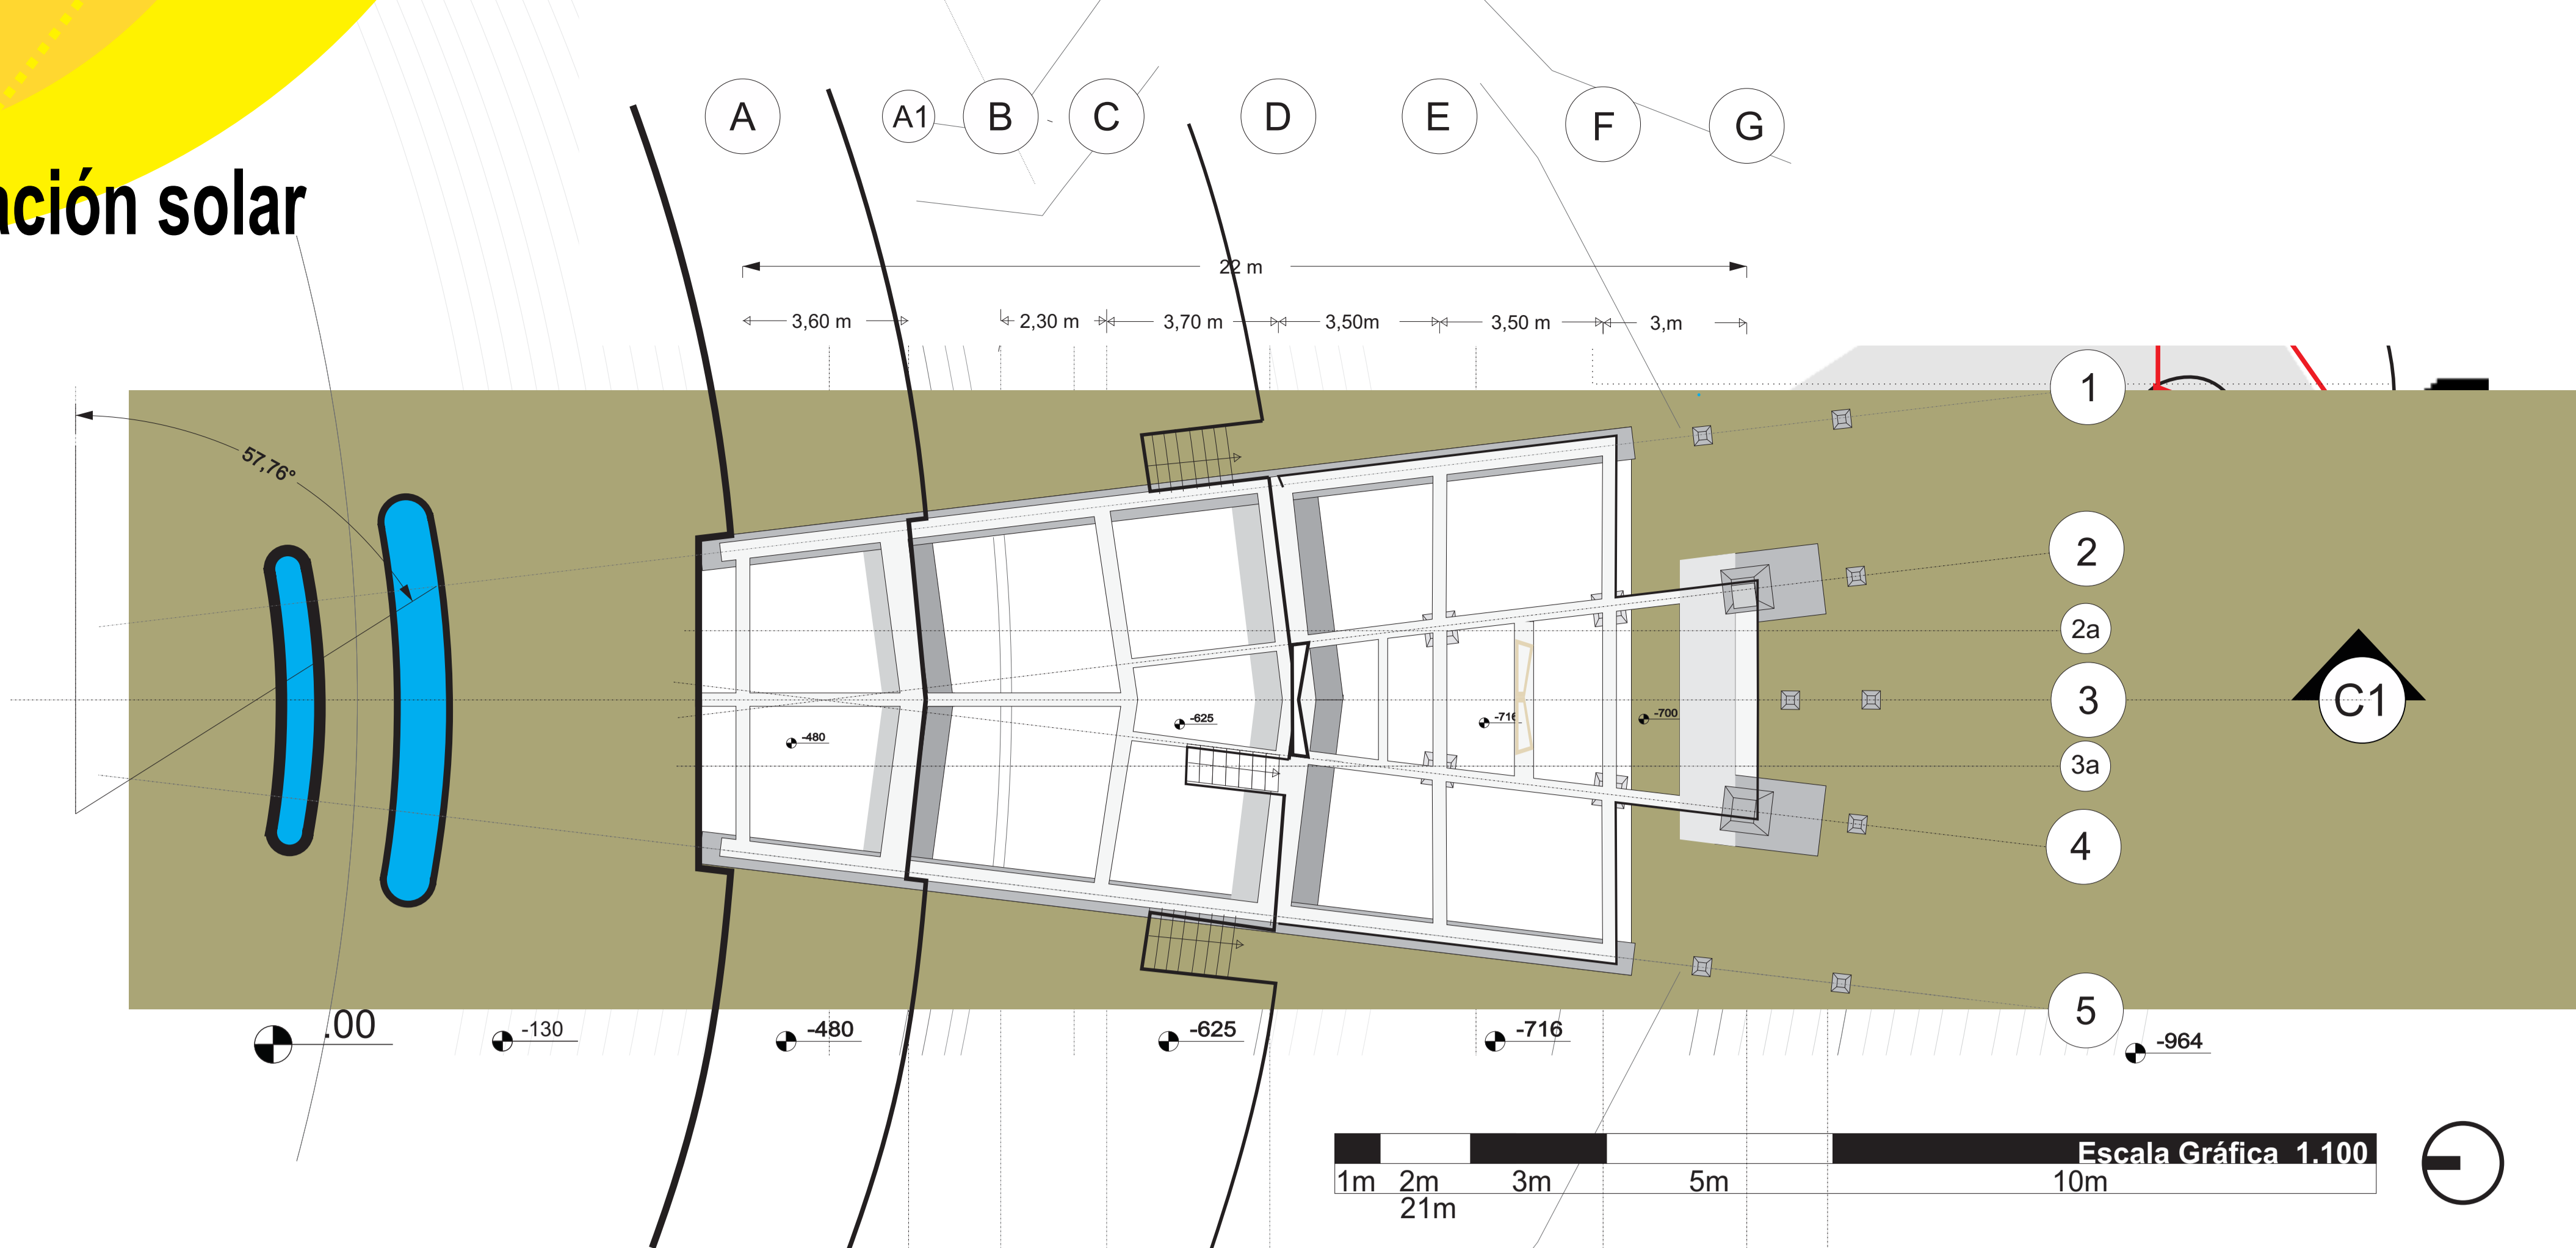 A A1 B C D E F G
ación solar
22 m
3,60 m 2,30 m 3,70 m 3,50m 3,50 m 3,m
1
57,76°
2
2a
3
C1
-625
-716
-700
-480
3a
4
5
.00
-130
-480
-625
-716
-964
Escala Gráfica 1.100
1m 2m 3m 5m 10m
21m